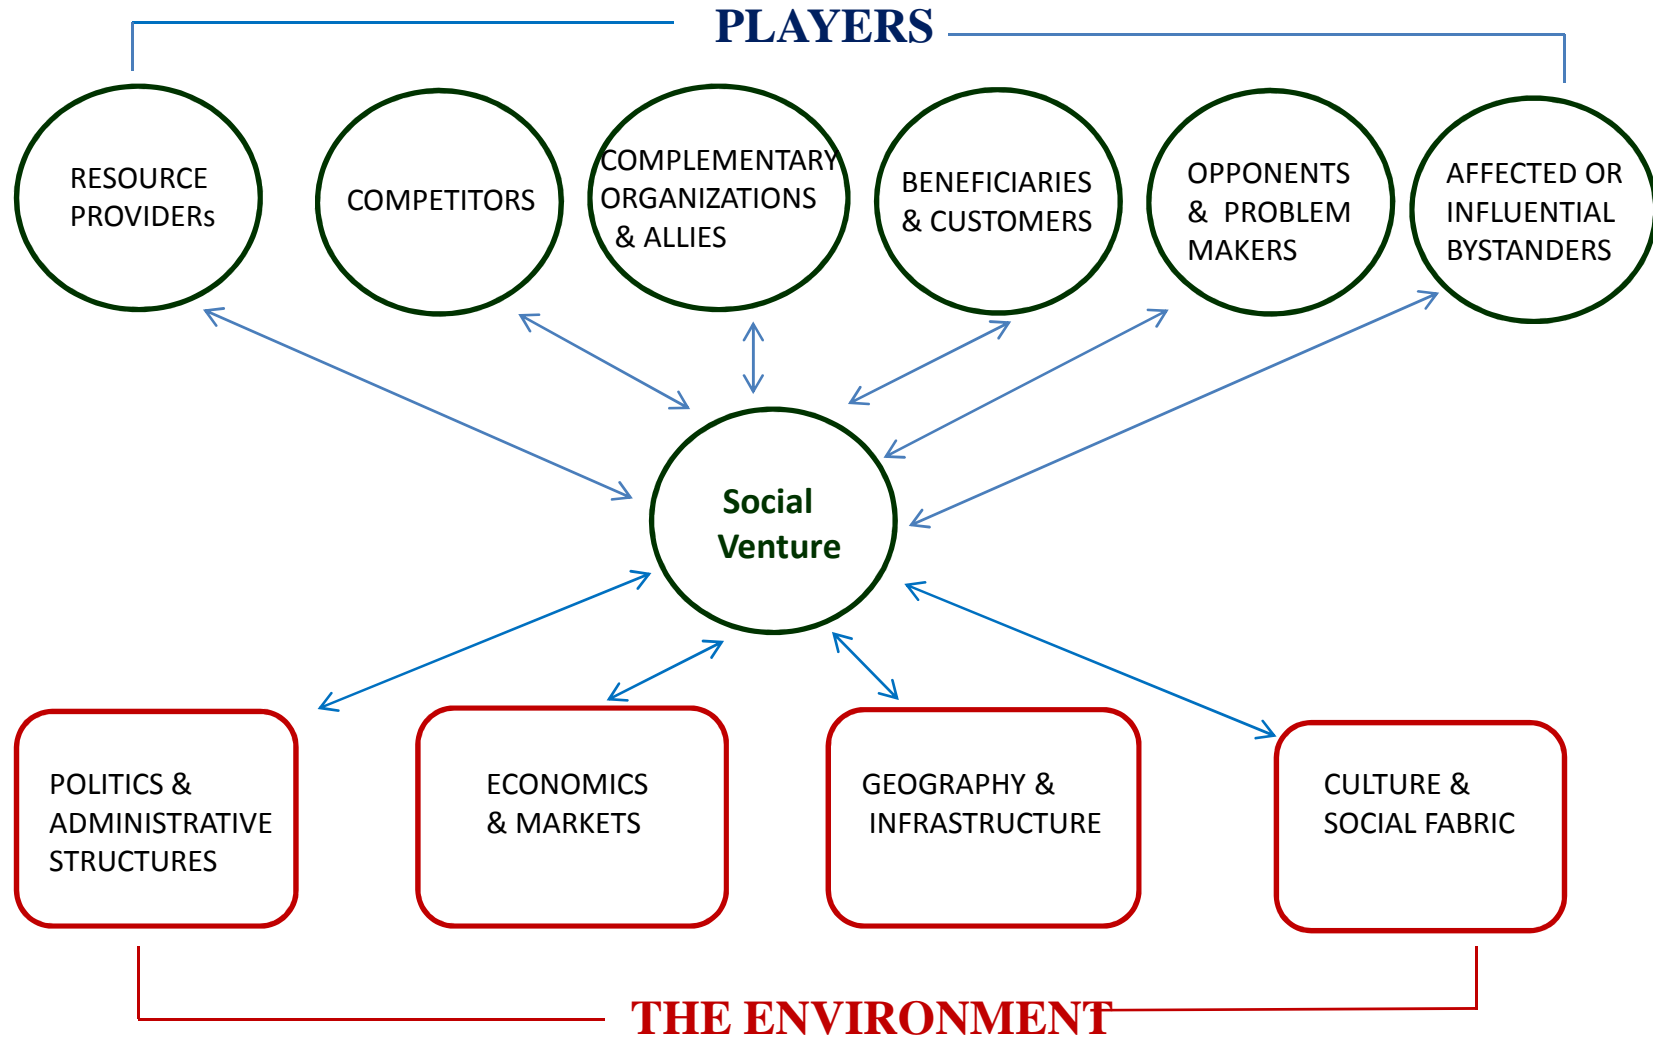 PLAYERS
RESOURCE
PROVIDERs
COMPETITORS
COMPLEMENTARY
ORGANIZATIONS
& ALLIES
BENEFICIARIES
& CUSTOMERS
OPPONENTS
& PROBLEM
MAKERS
AFFECTED OR
INFLUENTIAL
BYSTANDERS
Social
Venture
POLITICS &
ADMINISTRATIVE
STRUCTURES
ECONOMICS
& MARKETS
GEOGRAPHY &
INFRASTRUCTURE
CULTURE &
SOCIAL FABRIC
THE ENVIRONMENT